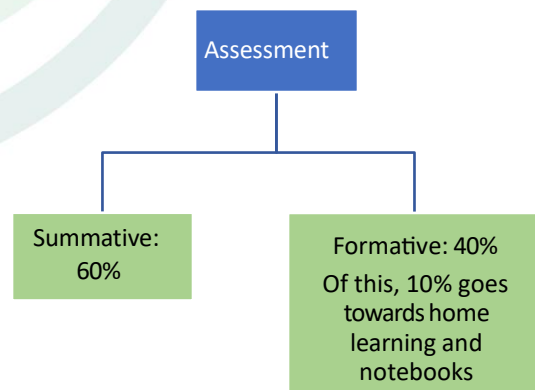 Assessment
Summative:
60%
Formative: 40%
Of this, 10% goes
towards home
learning and
notebooks